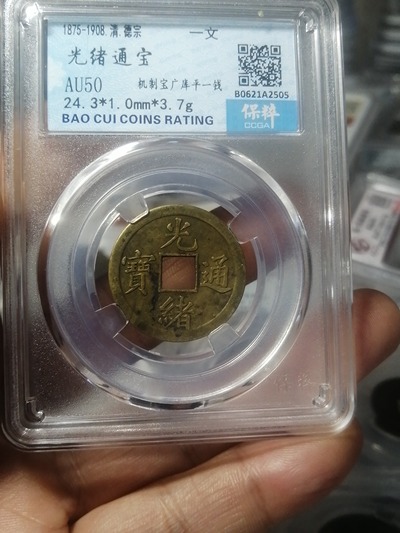 1875-1908.清.德宗 一文
光绪通宝
AU50 机制宝广库平一钱
24.3*1.0mm*3.7g B0621A2505
BAO CUI COINS RATING 保粹
CCGA
光
寶 通
緒